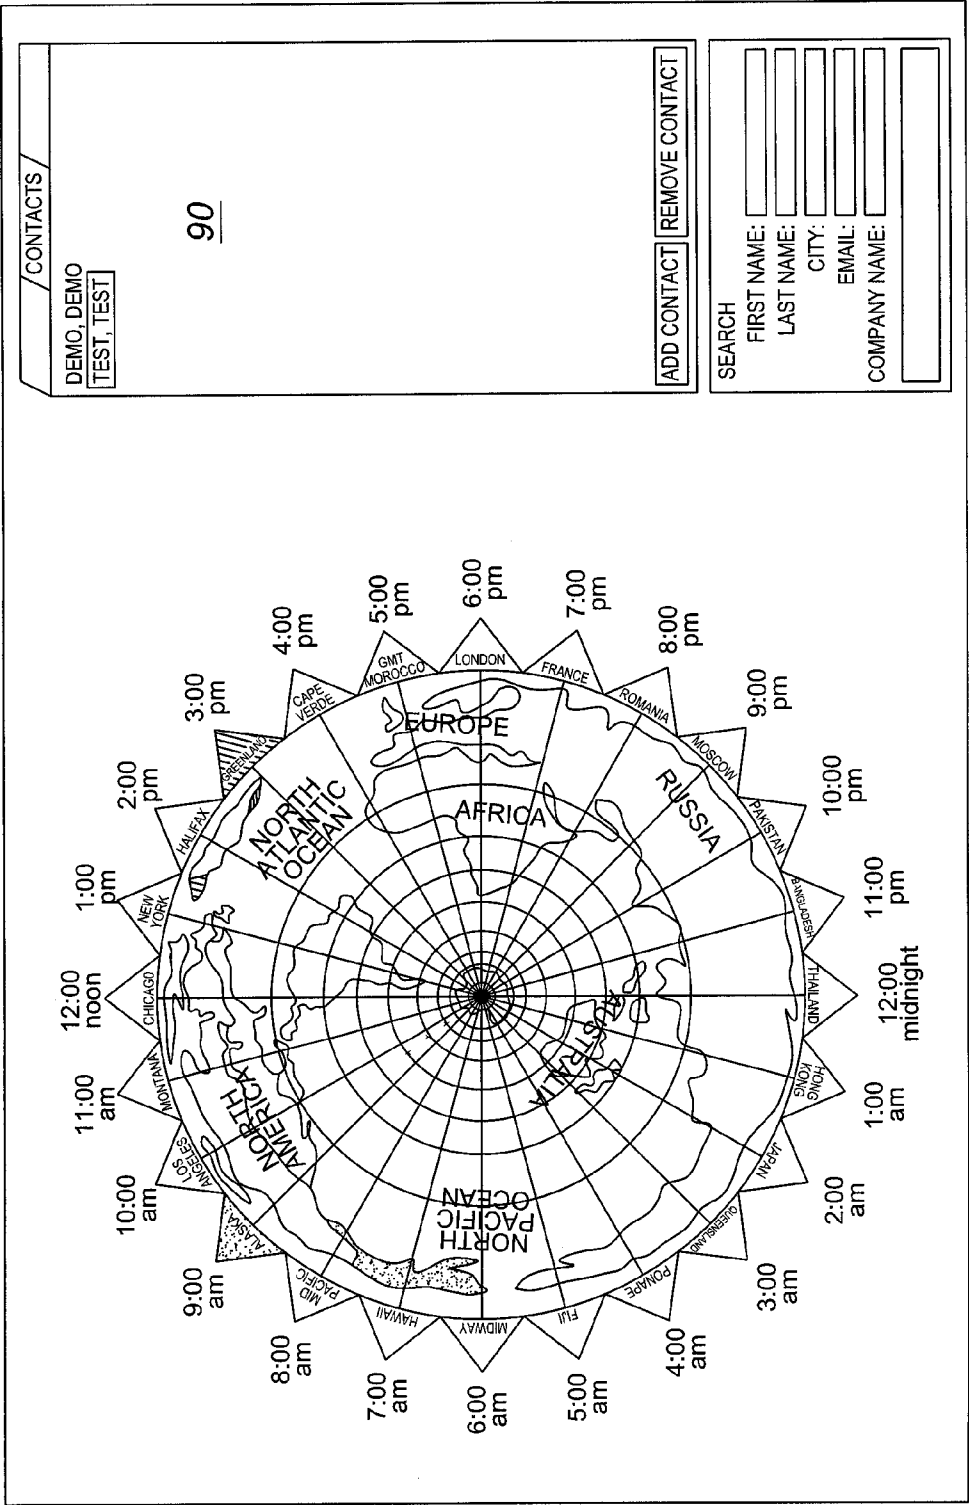 CONTACTS
DEMO, DEMO
TEST, TEST
90
ADD CONTACT
REMOVE CONTACT
SEARCH
FIRST NAME:
LAST NAME:
CITY:
EMAIL:
COMPANY NAME:
12:00
noon
CHICAGO
1:00
pm
NEW
YORK
2:00
pm
HALIFAX
3:00
pm
GREENLAND
4:00
pm
CAPE
VERDE
5:00
pm
GMT
MOROCCO
6:00
pm
LONDON
7:00
pm
FRANCE
8:00
pm
ROMANIA
9:00
pm
MOSCOW
10:00
pm
PAKISTAN
11:00
pm
BANGLADESH
12:00
midnight
THAILAND
1:00
am
HONG
KONG
2:00
am
JAPAN
3:00
am
QUEENSLAND
4:00
am
PONAPE
5:00
am
FIJI
6:00
am
MIDWAY
7:00
am
HAWAII
8:00
am
MID
PACIFIC
9:00
am
ALASKA
10:00
am
LOS
ANGELES
11:00
am
MONTANA
NORTH
AMERICA
NORTH
ATLANTIC
OCEAN
EUROPE
AFRICA
RUSSIA
AUSTRALIA
NORTH
PACIFIC
OCEAN